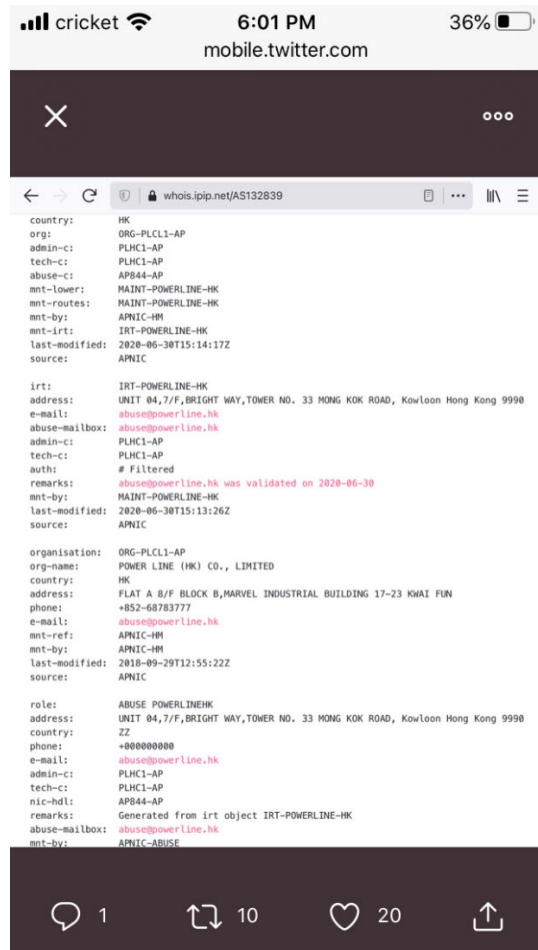 cricket 6:01 PM 36%
mobile.twitter.com
whois.ipip.net/AS132839
country: HK
org: ORG-PLCL1-AP
admin-c: PLHC1-AP
tech-c: PLHC1-AP
abuse-c: AP844-AP
mnt-lower: MAINT-POWERLINE-HK
mnt-routes: MAINT-POWERLINE-HK
mnt-by: APNIC-HM
mnt-irt: IRT-POWERLINE-HK
last-modified: 2020-06-30T15:14:17Z
source: APNIC
irt: IRT-POWERLINE-HK
address: UNIT 04,7/F,BRIGHT WAY,TOWER NO. 33 MONG KOK ROAD, Kowloon Hong Kong 9990
e-mail: abuse@powerline.hk
abuse-mailbox: abuse@powerline.hk
admin-c: PLHC1-AP
tech-c: PLHC1-AP
auth: # Filtered
remarks: abuse@powerline.hk was validated on 2020-06-30
mnt-by: MAINT-POWERLINE-HK
last-modified: 2020-06-30T15:13:26Z
source: APNIC
organisation: ORG-PLCL1-AP
org-name: POWER LINE (HK) CO., LIMITED
country: HK
address: FLAT A 8/F BLOCK B,MARVEL INDUSTRIAL BUILDING 17-23 KWAI FUN
phone: +852-68783777
e-mail: abuse@powerline.hk
mnt-ref: APNIC-HM
mnt-by: APNIC-HM
last-modified: 2018-09-29T12:55:22Z
source: APNIC
role: ABUSE POWERLINEHK
address: UNIT 04,7/F,BRIGHT WAY,TOWER NO. 33 MONG KOK ROAD, Kowloon Hong Kong 9990
country: ZZ
phone: +000000000
e-mail: abuse@powerline.hk
admin-c: PLHC1-AP
tech-c: PLHC1-AP
nic-hdl: AP844-AP
remarks: Generated from irt object IRT-POWERLINE-HK
abuse-mailbox: abuse@powerline.hk
mnt-by: APNIC-ABUSE
1 10 20